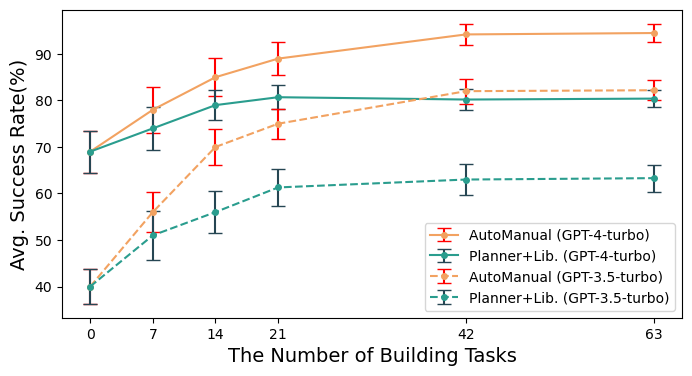 Avg. Success Rate(%)
90
80
70
60
50
40
0 7 14 21 42 63
The Number of Building Tasks
AutoManual (GPT-4-turbo)
Planner+Lib. (GPT-4-turbo)
AutoManual (GPT-3.5-turbo)
Planner+Lib. (GPT-3.5-turbo)